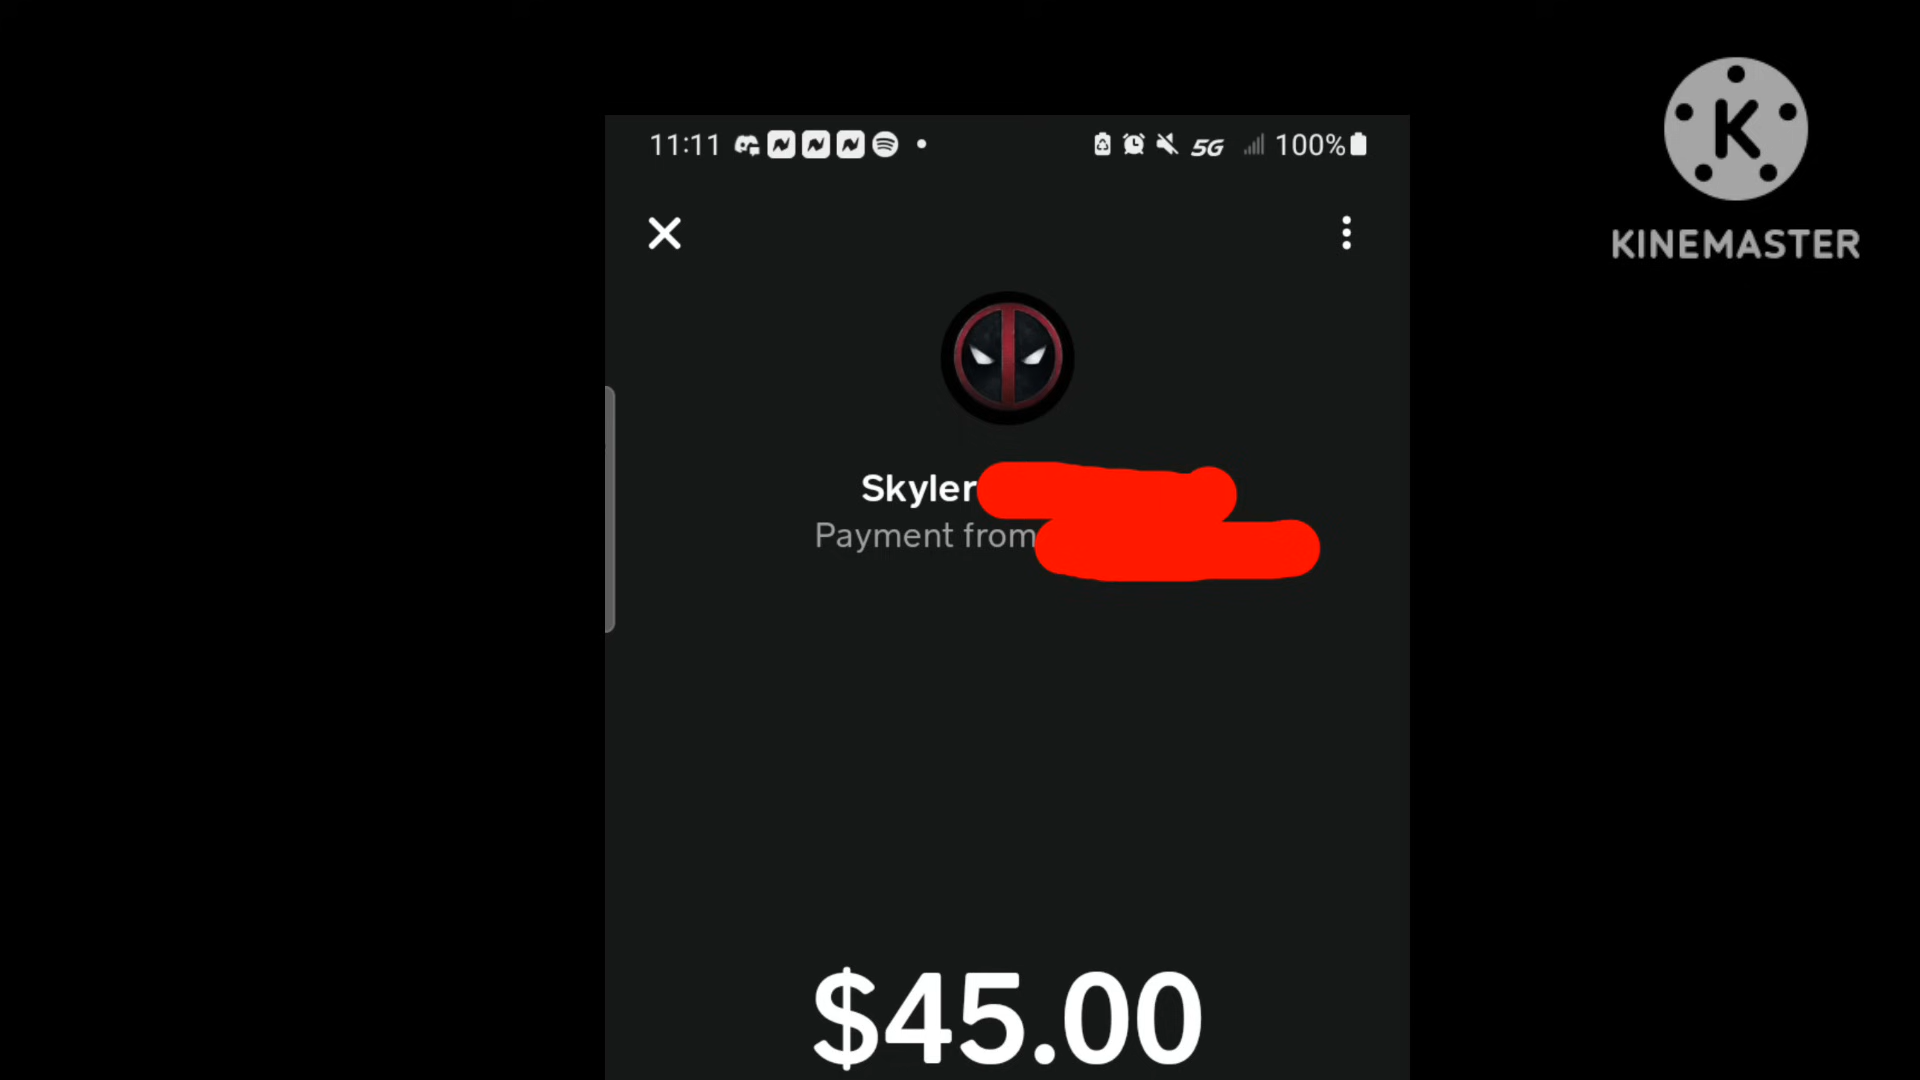 11:11 5G 100%
K
KINEMASTER
Skyler
Payment from
$45.00